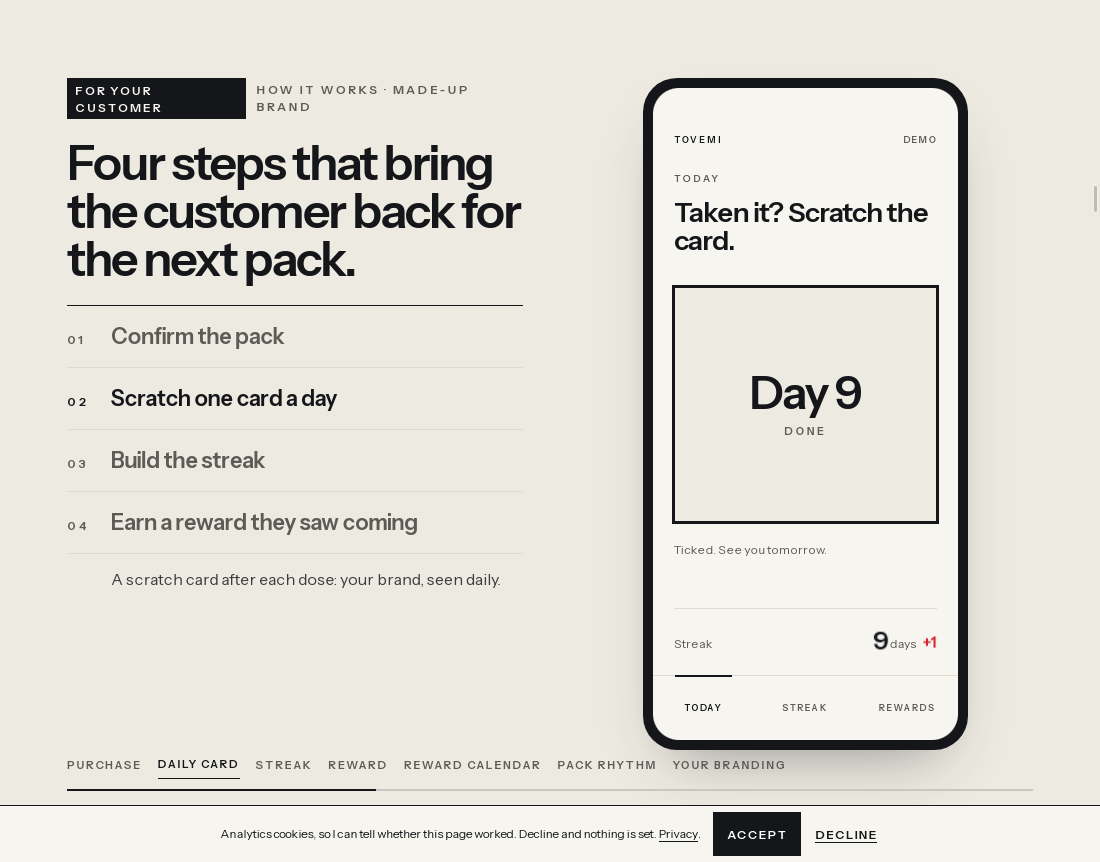 FOR YOUR
CUSTOMER
HOW IT WORKS · MADE-UP
BRAND
Four steps that bring
the customer back for
the next pack.
01 Confirm the pack
02 Scratch one card a day
03 Build the streak
04 Earn a reward they saw coming
A scratch card after each dose: your brand, seen daily.
TOVEMI DEMO
TODAY
Taken it? Scratch the
card.
Day 9
DONE
Ticked. See you tomorrow.
Streak 9 days +1
TODAY STREAK REWARDS
PURCHASE DAILY CARD STREAK REWARD REWARD CALENDAR PACK RHYTHM YOUR BRANDING
Analytics cookies, so I can tell whether this page worked. Decline and nothing is set. Privacy. ACCEPT DECLINE